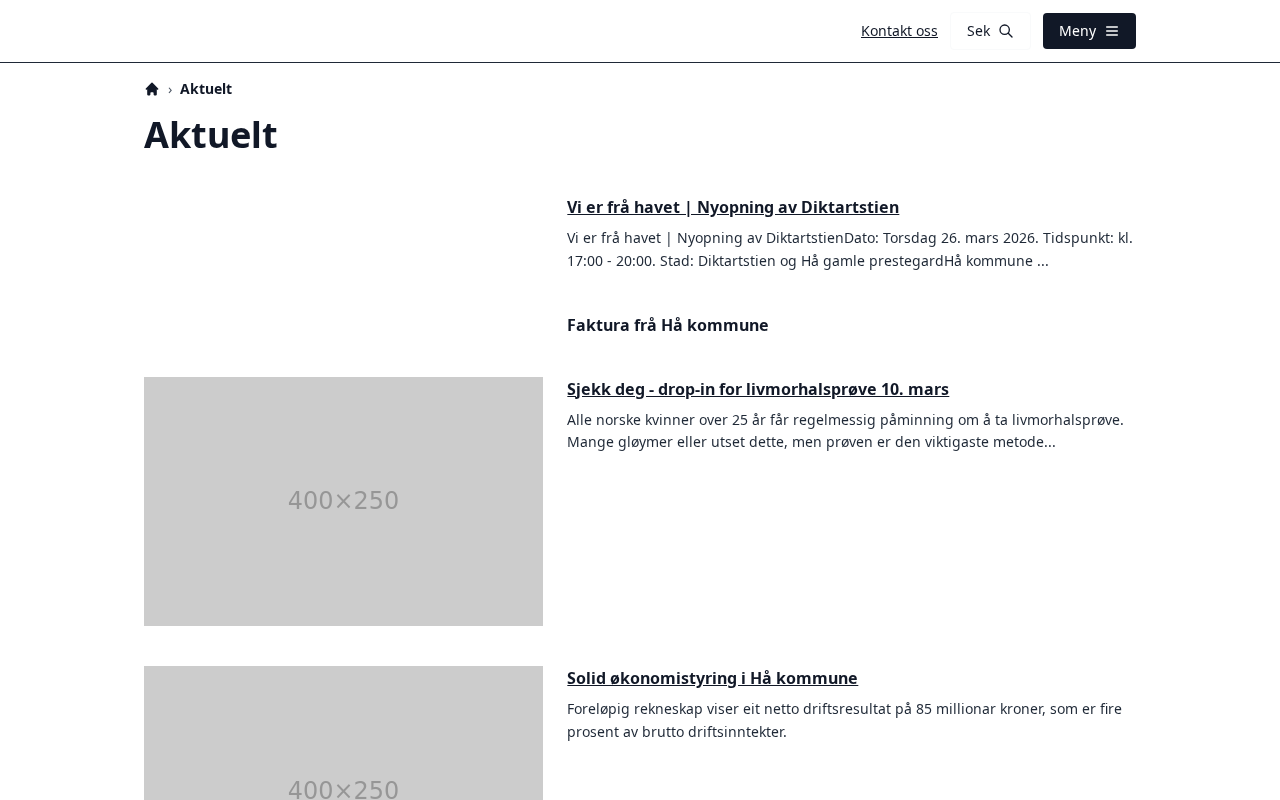 Kontakt oss
Søk
Meny
› Aktuelt
Aktuelt
Vi er frå havet | Nyopning av Diktartstien
Vi er frå havet | Nyopning av DiktartstienDato: Torsdag 26. mars 2026. Tidspunkt: kl.
17:00 - 20:00. Stad: Diktartstien og Hå gamle prestegardHå kommune ...
Faktura frå Hå kommune
400×250
Sjekk deg - drop-in for livmorhalsprøve 10. mars
Alle norske kvinner over 25 år får regelmessig påminning om å ta livmorhalsprøve.
Mange gløymer eller utset dette, men prøven er den viktigaste metode...
400×250
Solid økonomistyring i Hå kommune
Foreløpig rekneskap viser eit netto driftsresultat på 85 millionar kroner, som er fire
prosent av brutto driftsinntekter.